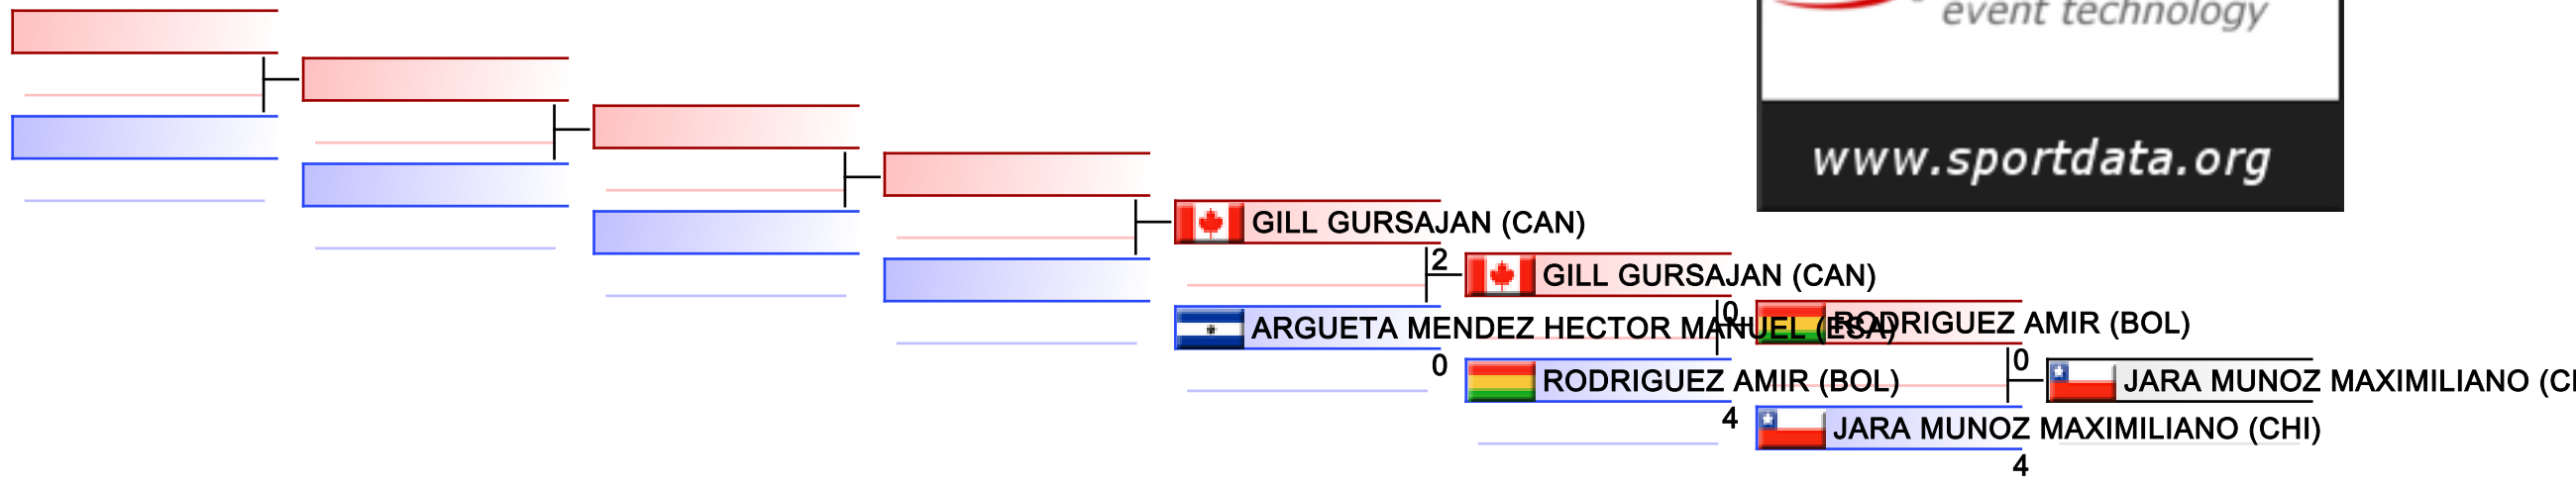 event technology
www.sportdata.org
GILL GURSAJAN (CAN)
2
GILL GURSAJAN (CAN)
ARGUETA MENDEZ HECTOR MANUEL (ESA)
0
0
RODRIGUEZ AMIR (BOL)
RODRIGUEZ AMIR (BOL)
4
0
JARA MUNOZ MAXIMILIANO (C
JARA MUNOZ MAXIMILIANO (CHI)
4